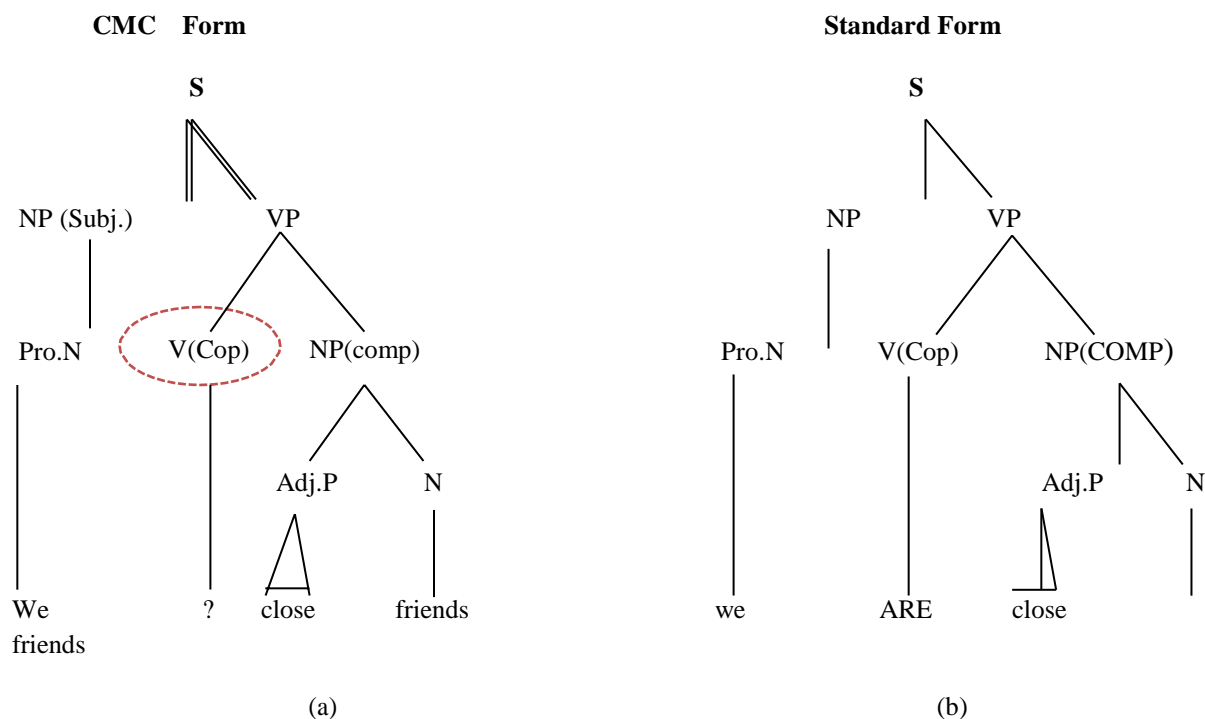 CMC Form Standard Form
S S
NP (Subj.) VP NP VP
Pro.N V(Cop) NP(comp) Pro.N V(Cop) NP(COMP)
Adj.P N Adj.P N
We ? close friends we ARE close
friends
(a) (b)